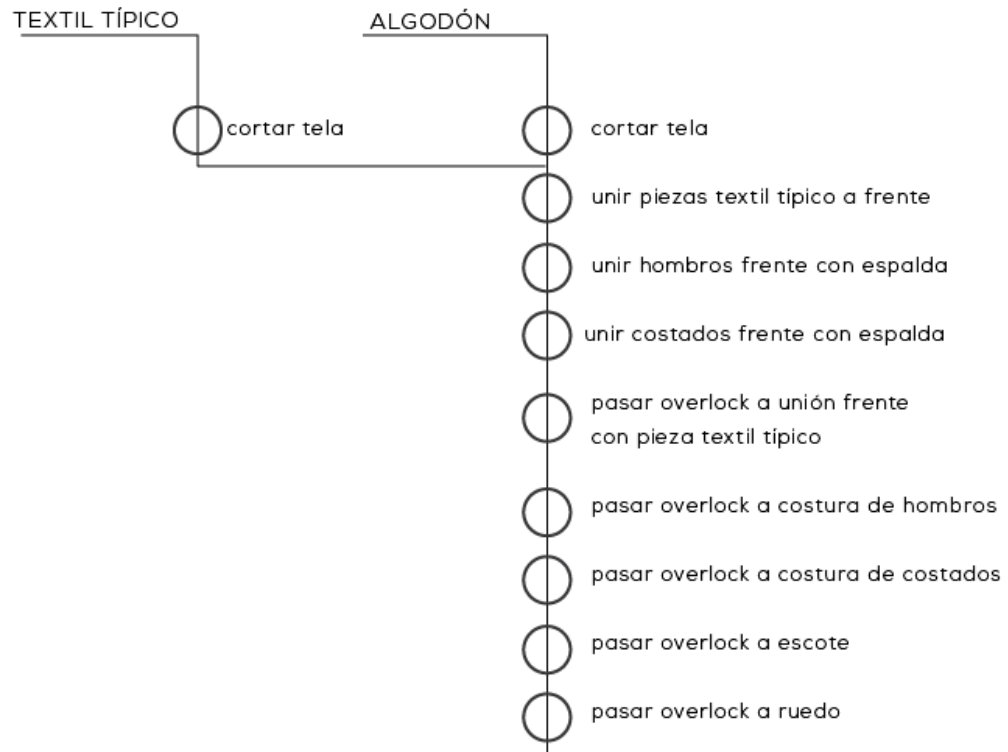 TEXTIL TÍPICO
ALGODÓN
cortar tela
cortar tela
unir piezas textil típico a frente
unir hombros frente con espalda
unir costados frente con espalda
pasar overlock a unión frente
con pieza textil típico
pasar overlock a costura de hombros
pasar overlock a costura de costados
pasar overlock a escote
pasar overlock a ruedo